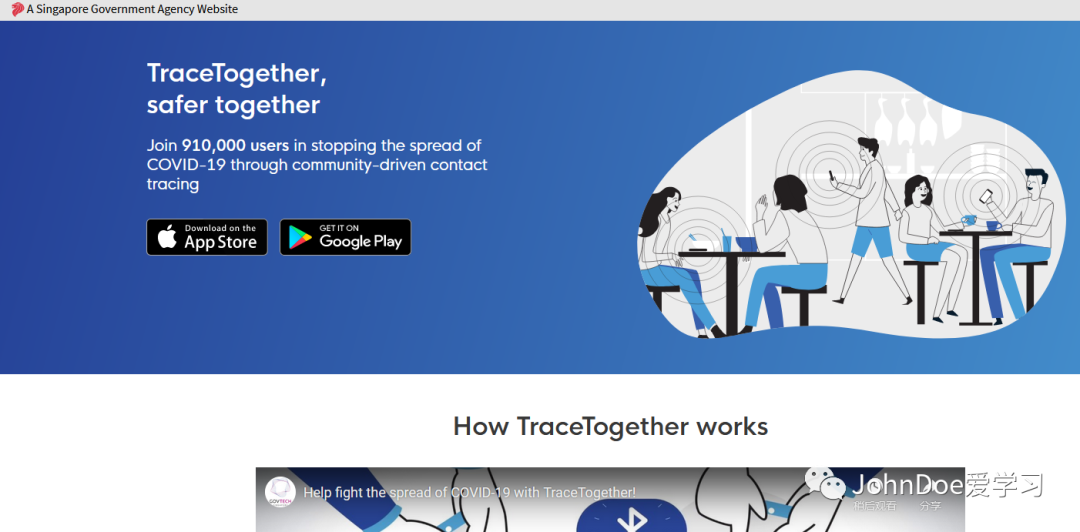 A Singapore Government Agency Website
TraceTogether,
safer together
Join 910,000 users in stopping the spread of
COVID-19 through community-driven contact
tracing
Download on the
App Store
GET IT ON
Google Play
How TraceTogether works
GOVTECH
Help fight the spread of COVID-19 with TraceTogether!
JohnDoe爱学习
稍后观看
分享